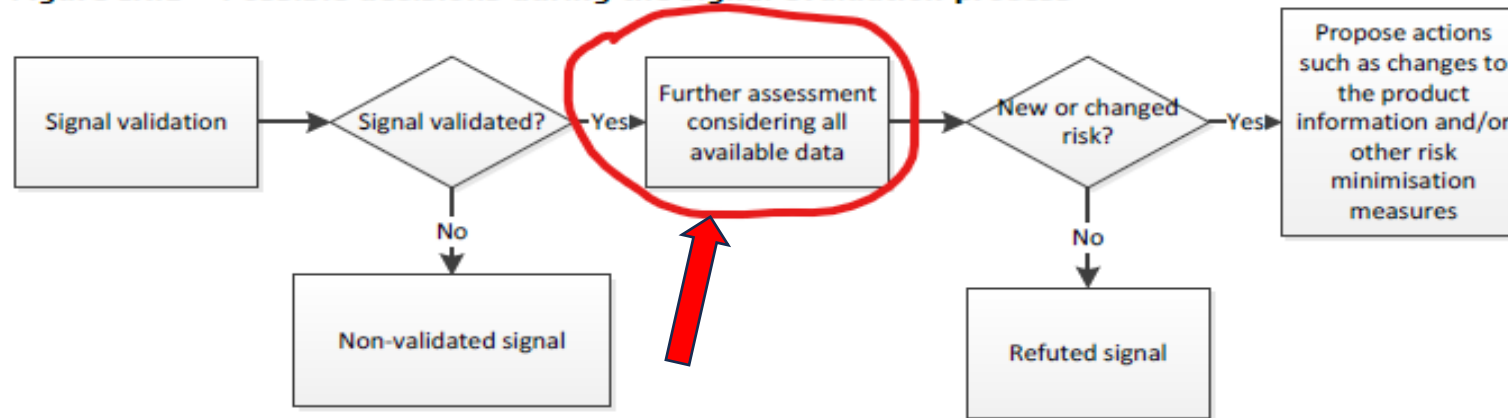 Signal validation
Signal validated?
Yes
Further assessment
considering all
available data
New or changed
risk?
Yes
Propose actions
such as changes to
the product
information and/or
other risk
minimisation
measures
No
Non-validated signal
No
Refuted signal